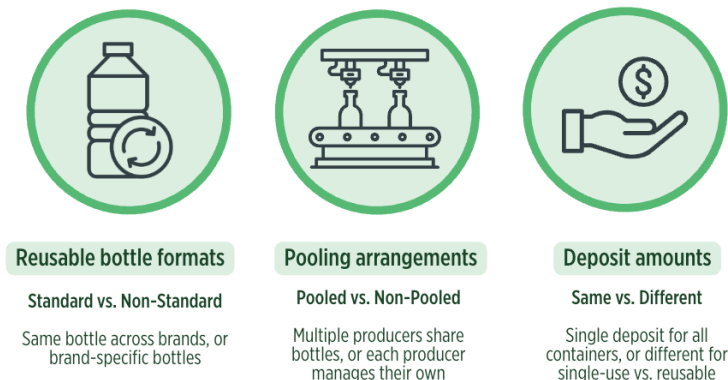 $
Reusable bottle formats
Standard vs. Non-Standard
Same bottle across brands, or
brand-specific bottles
Pooling arrangements
Pooled vs. Non-Pooled
Multiple producers share
bottles, or each producer
manages their own
Deposit amounts
Same vs. Different
Single deposit for all
containers, or different for
single-use vs. reusable